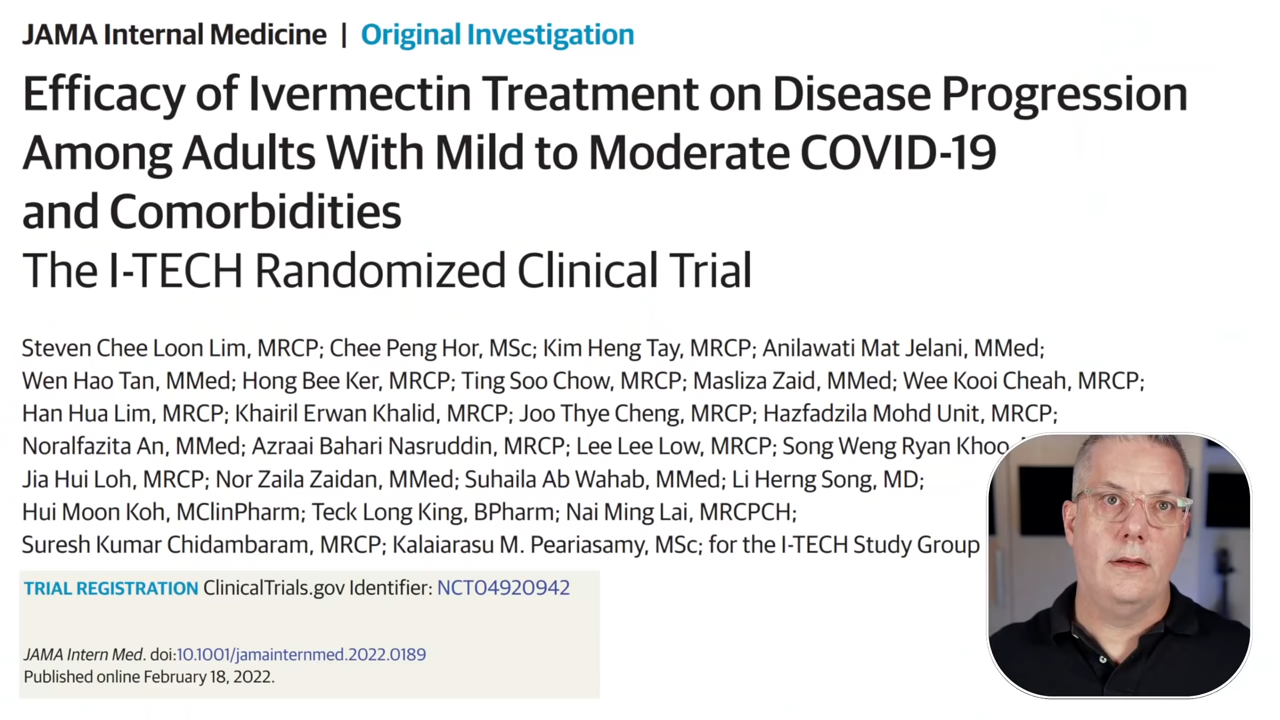 JAMA Internal Medicine | Original Investigation
Efficacy of Ivermectin Treatment on Disease Progression
Among Adults With Mild to Moderate COVID-19
and Comorbidities
The I-TECH Randomized Clinical Trial
Steven Chee Loon Lim, MRCP; Chee Peng Hor, MSc; Kim Heng Tay, MRCP; Anilawati Mat Jelani, MMed;
Wen Hao Tan, MMed; Hong Bee Ker, MRCP; Ting Soo Chow, MRCP; Masliza Zaid, MMed; Wee Kooi Cheah, MRCP;
Han Hua Lim, MRCP; Khairil Erwan Khalid, MRCP; Joo Thye Cheng, MRCP; Hazfadzila Mohd Unit, MRCP;
Noralfazita An, MMed; Azraai Bahari Nasruddin, MRCP; Lee Lee Low, MRCP; Song Weng Ryan Khoo
Jia Hui Loh, MRCP; Nor Zaila Zaidan, MMed; Suhaila Ab Wahab, MMed; Li Herng Song, MD;
Hui Moon Koh, MClinPharm; Teck Long King, BPharm; Nai Ming Lai, MRCPCH;
Suresh Kumar Chidambaram, MRCP; Kalaiarasu M. Peariasamy, MSc; for the I-TECH Study Group
TRIAL REGISTRATION ClinicalTrials.gov Identifier: NCT04920942
JAMA Intern Med. doi:10.1001/jamainternmed.2022.0189
Published online February 18, 2022.